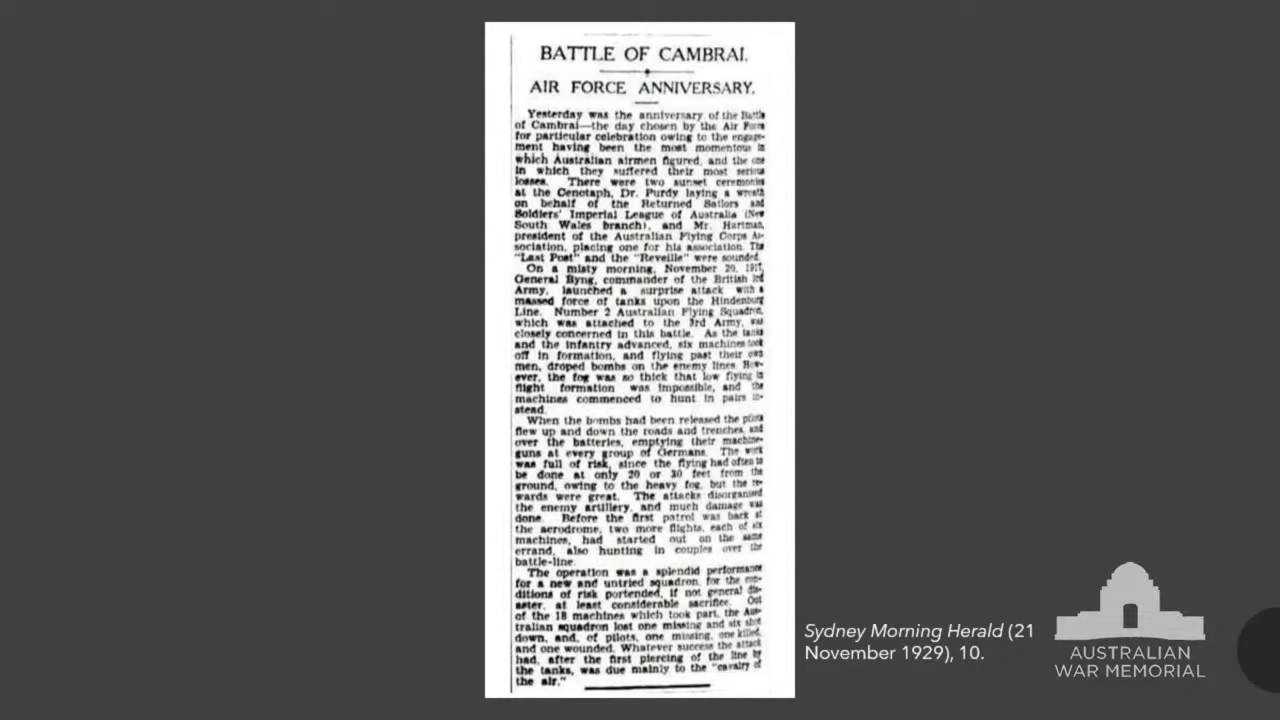 BATTLE OF CAMBRAI.
AIR FORCE ANNIVERSARY.
Yesterday was the anniversary of the Battle
of Cambrai—the day chosen by the Air Force
for particular celebration owing to the engage-
ment having been the most momentous in
which Australian airmen figured, and the one
in which they suffered their most serious
losses. There were two sunset ceremonies
at the Cenotaph, Dr. Purdy laying a wreath
on behalf of the Returned Sailors and
Soldiers' Imperial League of Australia (New
South Wales branch), and Mr. Hartman,
president of the Australian Flying Corps As-
sociation, placing one for his association. The
"Last Post" and the "Reveille" were sounded.
On a misty morning, November 20, 1917,
General Byng, commander of the British 3rd
Army, launched a surprise attack with a
massed force of tanks upon the Hindenburg
Line. Number 2 Australian Flying Squadron,
which was attached to the 3rd Army, was
closely concerned in this battle. As the tanks
and the infantry advanced, six machines took
off in formation, and flying past their own
men, droped bombs on the enemy lines. How-
ever, the fog was so thick that low flying in
flight formation was impossible, and the
machines commenced to hunt in pairs in-
stead.
When the bombs had been released the pilots
flew up and down the roads and trenches, and
over the batteries, emptying their machine-
guns at every group of Germans. The work
was full of risk, since the flying had often to
be done at only 20 or 30 feet from the
ground, owing to the heavy fog, but the re-
wards were great. The attacks disorganised
the enemy artillery, and much damage was
done. Before the first patrol was back at
the aerodrome, two more flights, each of six
machines, had started out on the same
errand, also hunting in couples over the
battle-line.
The operation was a splendid performance
for a new and untried squadron, for the con-
ditions of risk portended, if not general dis-
aster, at least considerable sacrifice. Out
of the 18 machines which took part, the Aus-
tralian squadron lost one missing and six shot
down, and, of pilots, one missing, one killed,
and one wounded. Whatever success the attack
had, after the first piercing of the line by
the tanks, was due mainly to the "cavalry of
the air."
Sydney Morning Herald (21
November 1929), 10.
AUSTRALIAN
WAR MEMORIAL